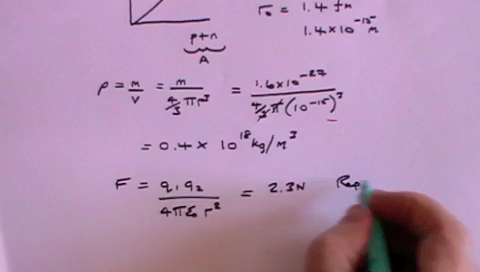 r₀ = 1.4 fm
1.4 × 10⁻¹⁵ m
p+n
A
ρ = m/V = m/(4/3 πr³) = 1.6×10⁻²⁷/(4/3 π (10⁻¹⁵)³)
= 0.4 × 10¹⁸ kg/m³
F = q₁q₂/(4πε₀ r²) = 2.3N Rep